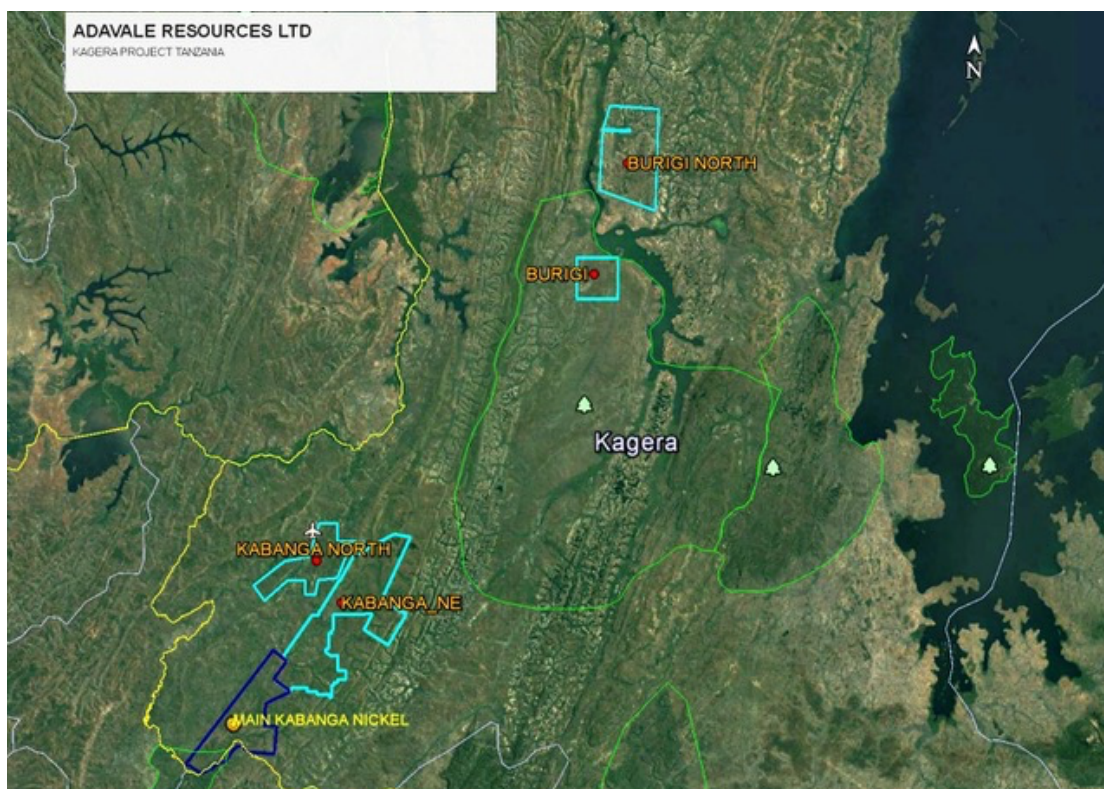 ADAVALE RESOURCES LTD
KAGERA PROJECT TANZANIA
N
BURIGI NORTH
BURIGI
Kagera
KABANGA NORTH
KABANGA_NE
MAIN KABANGA NICKEL